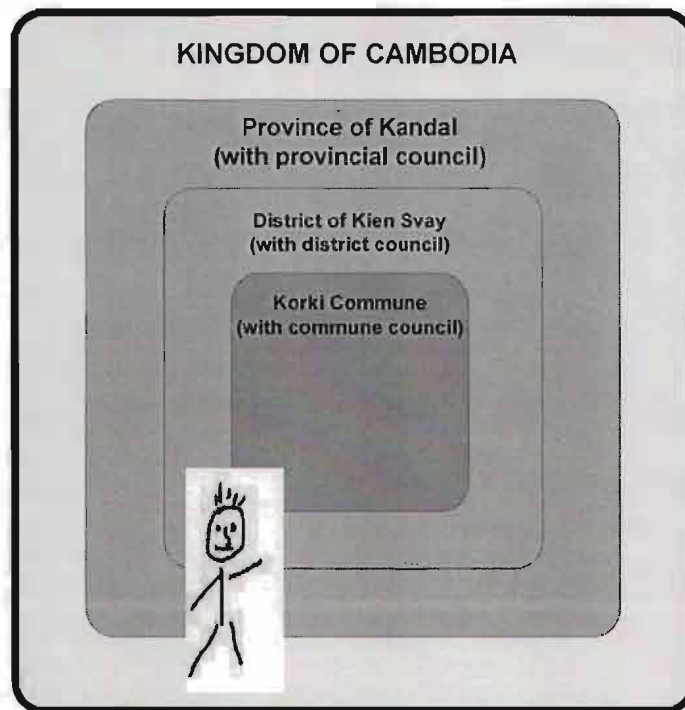 KINGDOM OF CAMBODIA
Province of Kandal
(with provincial council)
District of Kien Svay
(with district council)
Korki Commune
(with commune council)